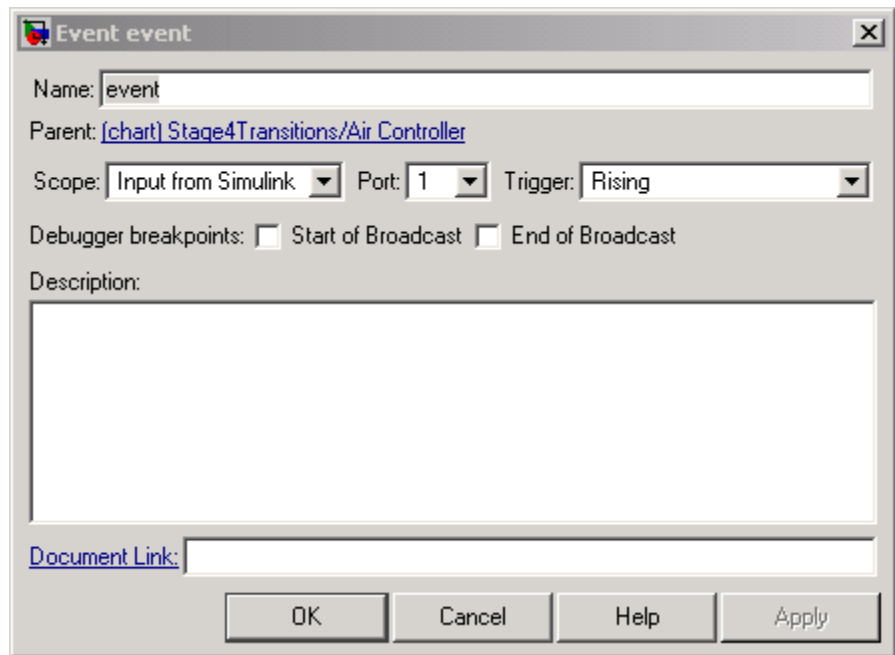 Event event
Name: event
Parent: (chart) Stage4Transitions/Air Controller
Scope: Input from Simulink Port: 1 Trigger: Rising
Debugger breakpoints: Start of Broadcast End of Broadcast
Description:
Document Link:
OK Cancel Help Apply